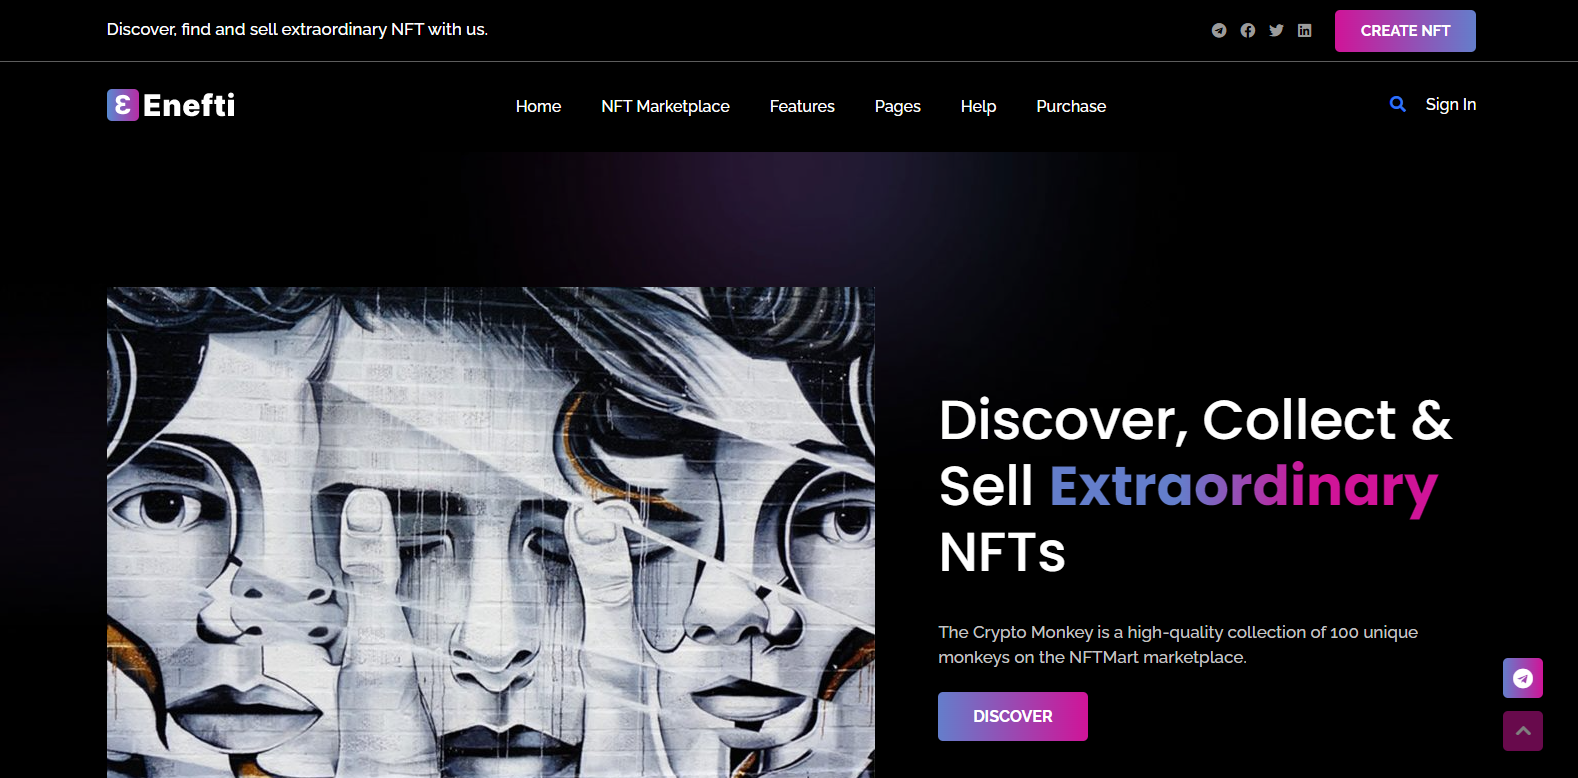 Discover, find and sell extraordinary NFT with us.
CREATE NFT
Enefti
Home
NFT Marketplace
Features
Pages
Help
Purchase
Sign In
Discover, Collect &
Sell Extraordinary
NFTs
The Crypto Monkey is a high-quality collection of 100 unique
monkeys on the NFTMart marketplace.
DISCOVER